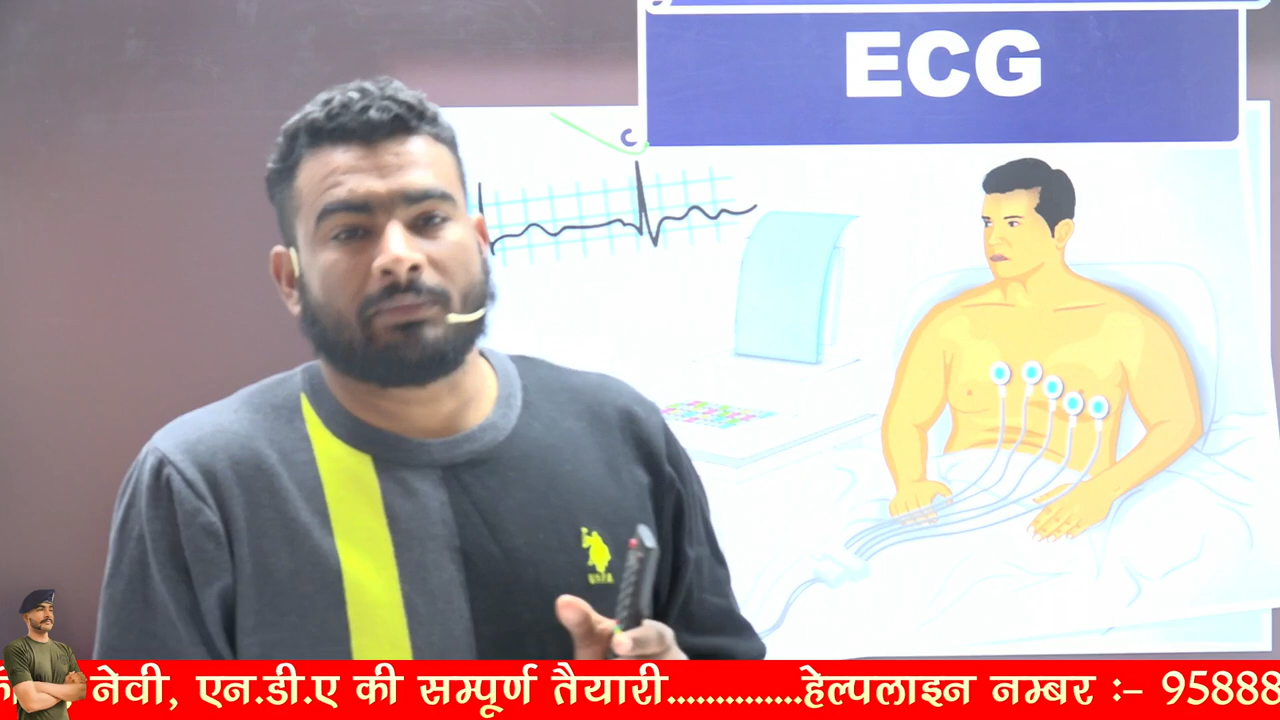 ECG
नेवी, एन.डी.ए की सम्पूर्ण तैयारी..............हेल्पलाइन नम्बर :- 95888